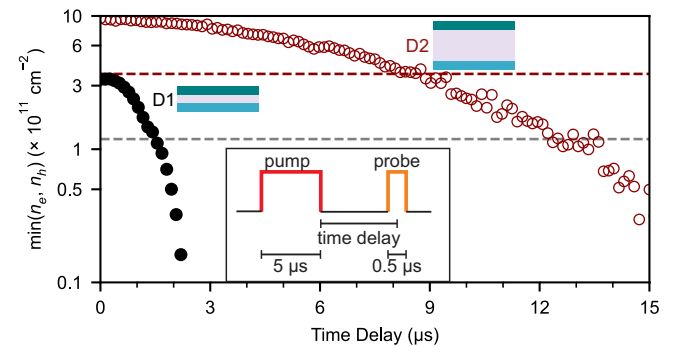 10
6
3
1
0.5
0.1
min(nₑ, nₕ) (× 10¹¹ cm⁻²)
D2
D1
pump
probe
time delay
5 µs
0.5 µs
0
3
6
9
12
15
Time Delay (µs)